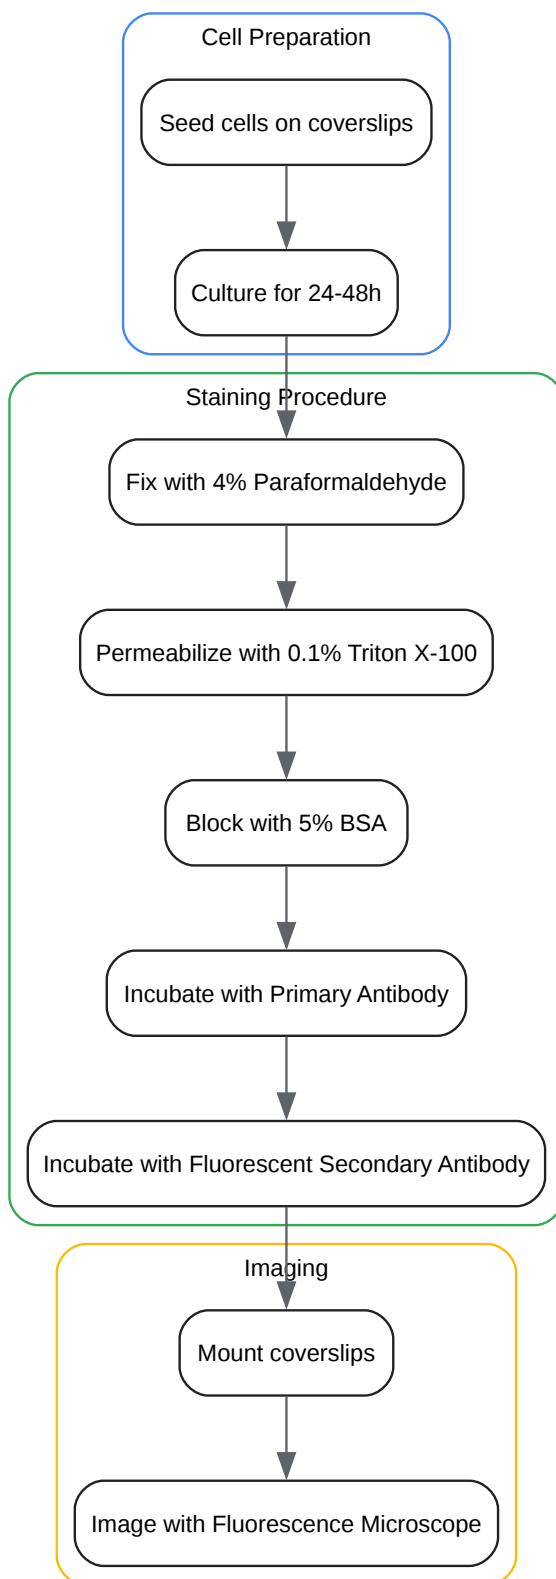 Cell Preparation
Seed cells on coverslips
Culture for 24-48h
Staining Procedure
Fix with 4% Paraformaldehyde
Permeabilize with 0.1% Triton X-100
Block with 5% BSA
Incubate with Primary Antibody
Incubate with Fluorescent Secondary Antibody
Imaging
Mount coverslips
Image with Fluorescence Microscope